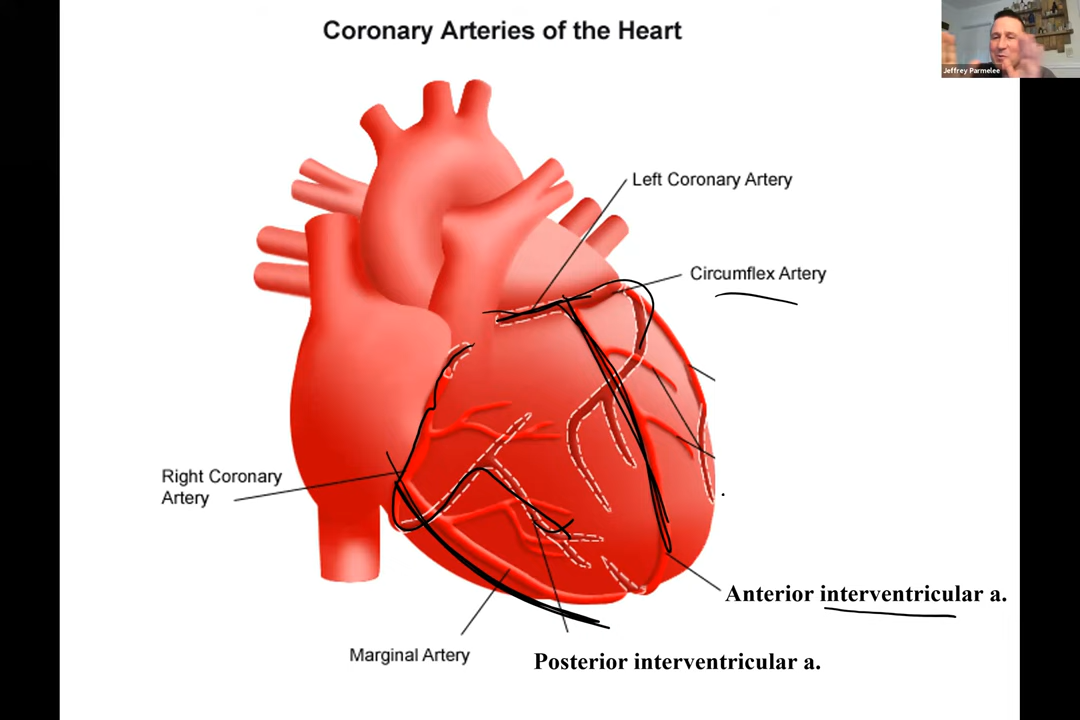 Coronary Arteries of the Heart
Jeffrey Parmelee
Left Coronary Artery
Circumflex Artery
Right Coronary
Artery
Anterior interventricular a.
Marginal Artery
Posterior interventricular a.